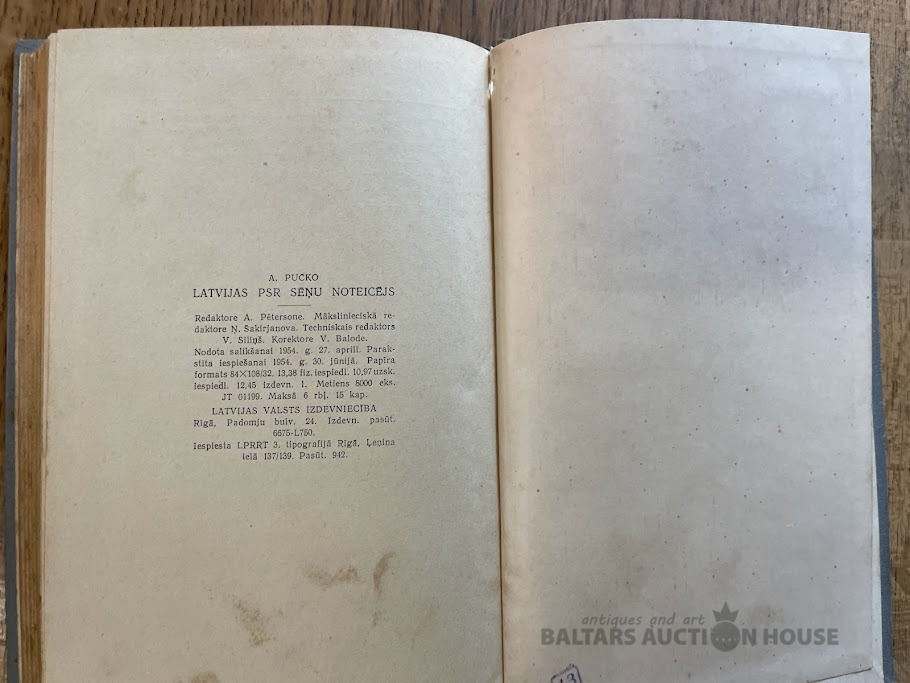 A. PUČKO
LATVIJAS PSR SĒŅU NOTEICĒJS
Redaktore A. Pētersone. Mākslinieciskā re-
daktore Ņ. Šakirjanova. Techniskais redaktors
V. Siliņš. Korektore V. Balode.
Nodota salikšanai 1954. g. 27. aprīlī. Parak-
stīta iespiešanai 1954. g. 30. jūnijā. Papīra
formats 84×108/32. 13,38 fiz. iespiedl. 10,97 uzsk.
iespiedl. 12,45 izdevn. l. Metiens 8000 eks.
JT 01199. Maksā 6 rbļ. 15 kap.
LATVIJAS VALSTS IZDEVNIECĪBA
Rīgā, Padomju bulv. 24. Izdevn. pasūt.
6675-L750.
Iespiesta LPRRT 3. tipografijā Rīgā, Ļeņina
ielā 137/139. Pasūt. 942.
antiques and art
BALTARS AUCTION HOUSE